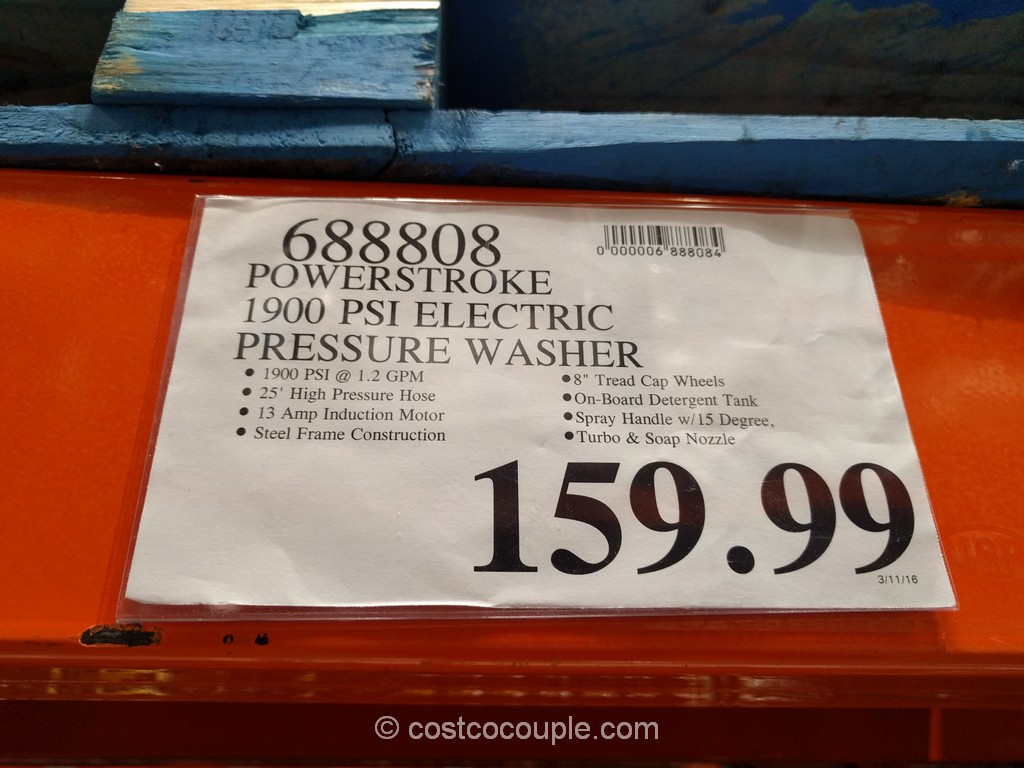 688808
0 000006 888084
POWERSTROKE
1900 PSI ELECTRIC
PRESSURE WASHER
• 1900 PSI @ 1.2 GPM
• 25' High Pressure Hose
• 13 Amp Induction Motor
• Steel Frame Construction
• 8" Tread Cap Wheels
• On-Board Detergent Tank
• Spray Handle w/15 Degree,
• Turbo & Soap Nozzle
159.99
3/11/16
© costcocouple.com